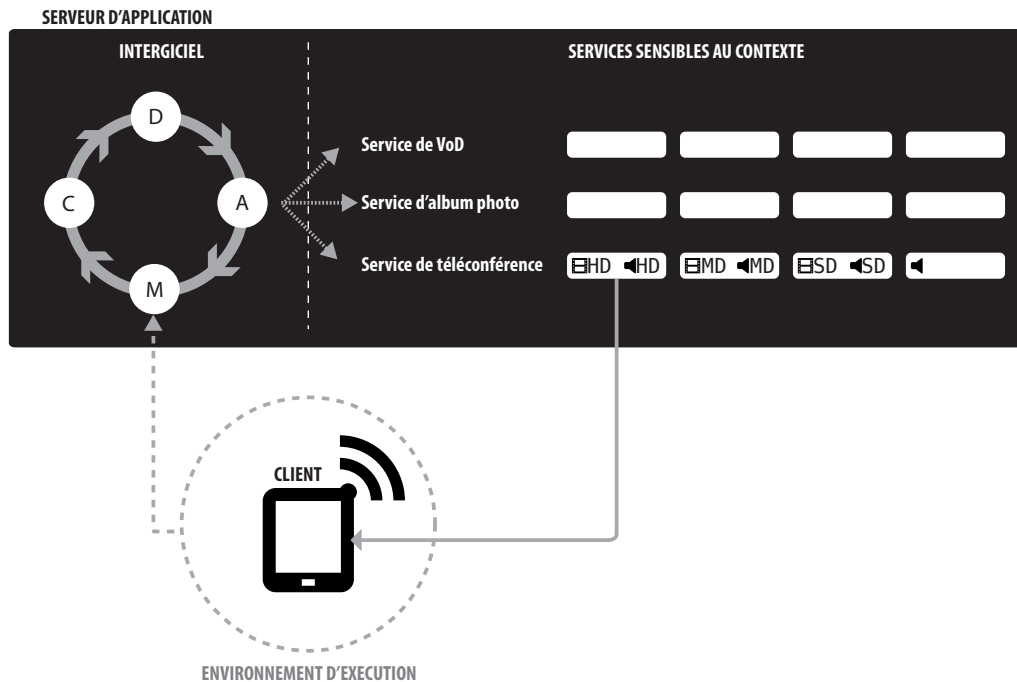 SERVEUR D'APPLICATION
INTERGICIEL
SERVICES SENSIBLES AU CONTEXTE
D
C
A
M
Service de VoD
Service d'album photo
Service de téléconférence
HD HD
MD MD
SD SD
CLIENT
ENVIRONNEMENT D'EXECUTION